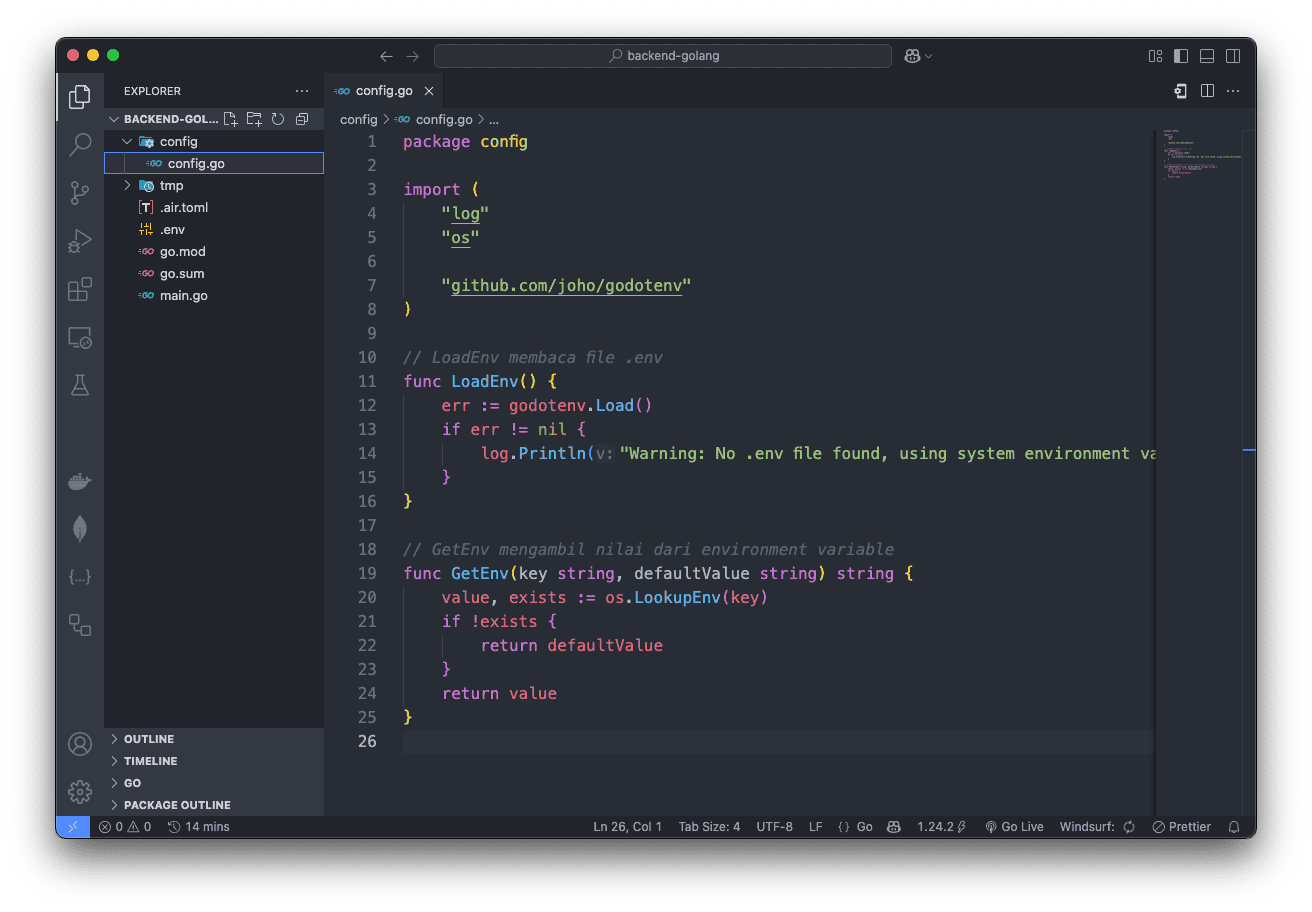 backend-golang
EXPLORER
config.go
BACKEND-GOL...
config > config.go > ...
config
config.go
tmp
.air.toml
.env
go.mod
go.sum
main.go
1 package config
2
3 import (
4 "log"
5 "os"
6
7 "github.com/joho/godotenv"
8 )
9
10 // LoadEnv membaca file .env
11 func LoadEnv() {
12 err := godotenv.Load()
13 if err != nil {
14 log.Println(v: "Warning: No .env file found, using system environment va
15 }
16 }
17
18 // GetEnv mengambil nilai dari environment variable
19 func GetEnv(key string, defaultValue string) string {
20 value, exists := os.LookupEnv(key)
21 if !exists {
22 return defaultValue
23 }
24 return value
25 }
26
OUTLINE
TIMELINE
GO
PACKAGE OUTLINE
0 0 14 mins Ln 26, Col 1 Tab Size: 4 UTF-8 LF {} Go 1.24.2 Go Live Windsurf: Prettier